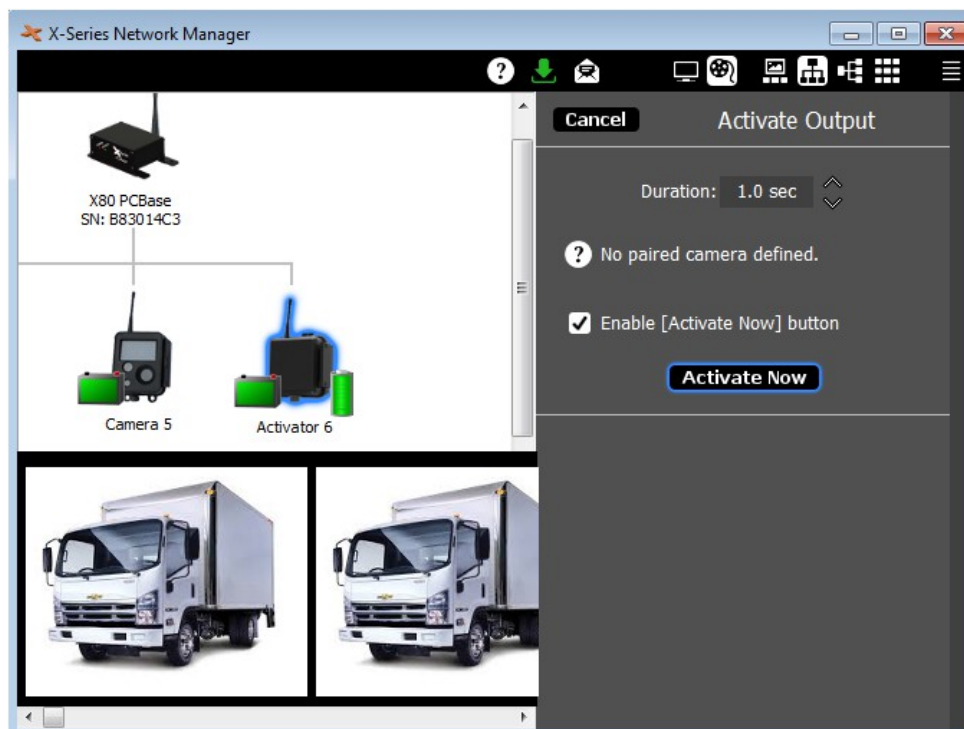 X-Series Network Manager
Cancel
Activate Output
X80 PCBase
SN: B83014C3
Duration: 1.0 sec
? No paired camera defined.
Enable [Activate Now] button
Activate Now
Camera 5
Activator 6